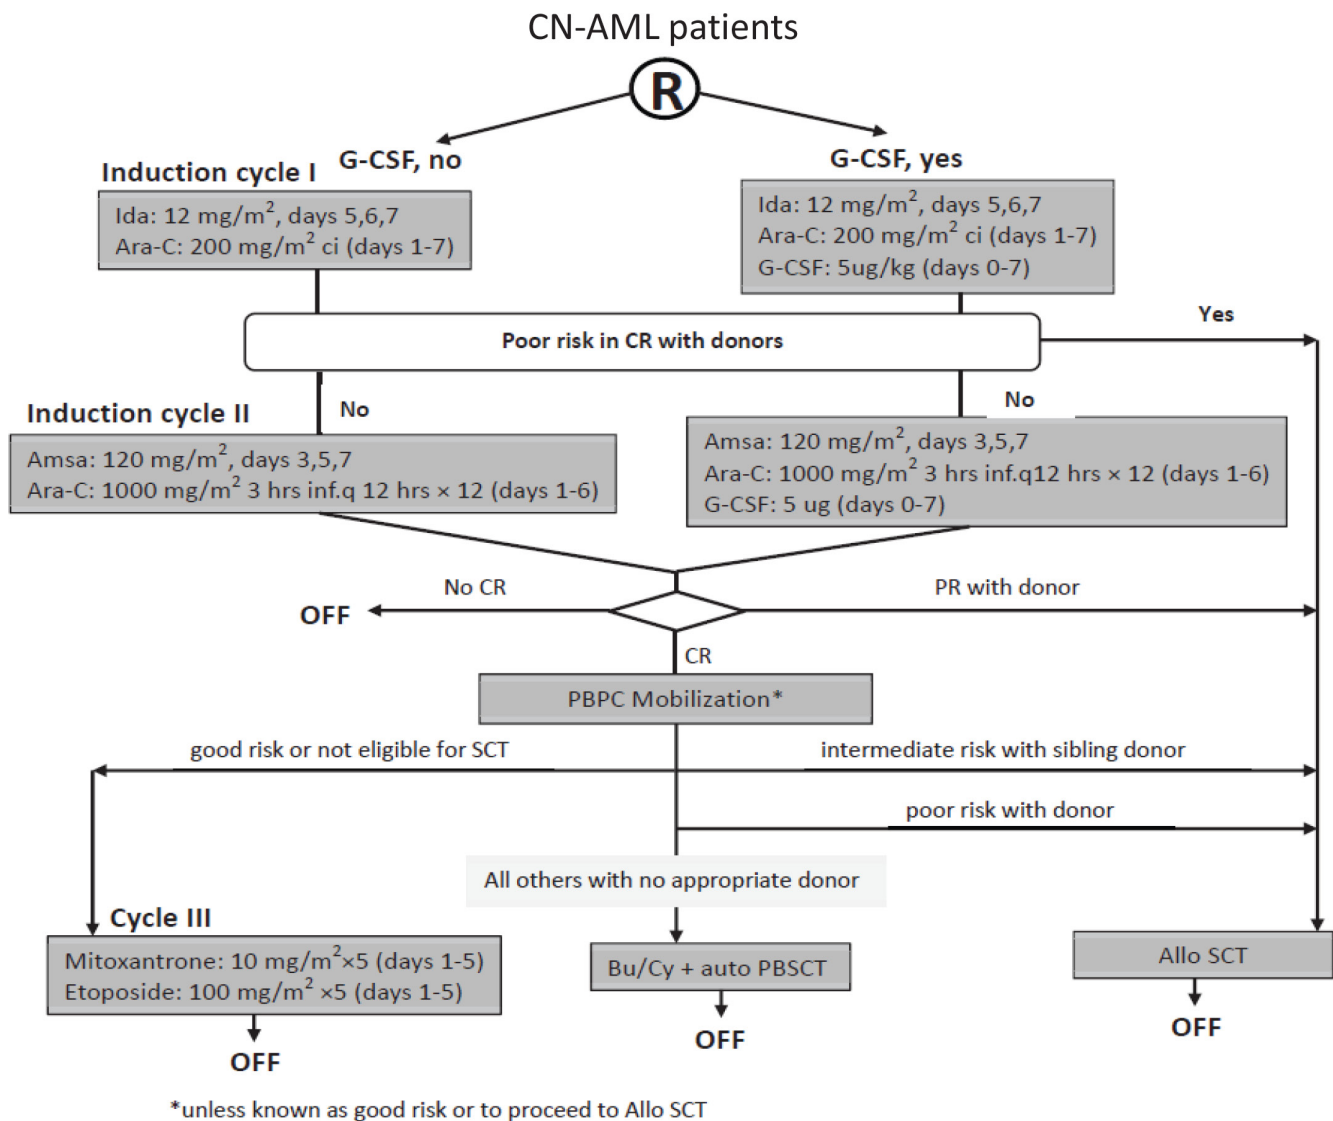 CN-AML patients
R
G-CSF, no
G-CSF, yes
Induction cycle I
Ida: 12 mg/m², days 5,6,7
Ara-C: 200 mg/m² ci (days 1-7)
Ida: 12 mg/m², days 5,6,7
Ara-C: 200 mg/m² ci (days 1-7)
G-CSF: 5ug/kg (days 0-7)
Poor risk in CR with donors
Yes
No
No
Induction cycle II
Amsa: 120 mg/m², days 3,5,7
Ara-C: 1000 mg/m² 3 hrs inf.q 12 hrs × 12 (days 1-6)
Amsa: 120 mg/m², days 3,5,7
Ara-C: 1000 mg/m² 3 hrs inf.q12 hrs × 12 (days 1-6)
G-CSF: 5 ug (days 0-7)
No CR
PR with donor
OFF
CR
PBPC Mobilization*
good risk or not eligible for SCT
intermediate risk with sibling donor
poor risk with donor
All others with no appropriate donor
Cycle III
Mitoxantrone: 10 mg/m²×5 (days 1-5)
Etoposide: 100 mg/m² ×5 (days 1-5)
Bu/Cy + auto PBSCT
Allo SCT
OFF
OFF
OFF
*unless known as good risk or to proceed to Allo SCT